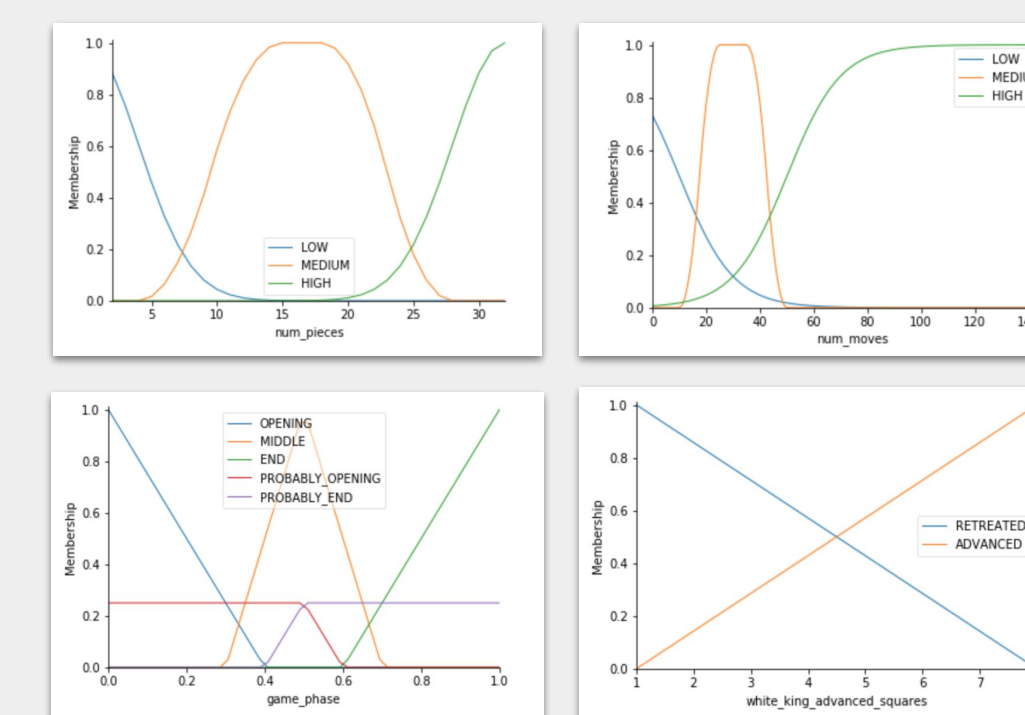 1.0
0.8
0.6
0.4
0.2
0.0
Membership
LOW
MEDIUM
HIGH
5 10 15 20 25 30
num_pieces
1.0
0.8
0.6
0.4
0.2
0.0
Membership
LOW
MEDIU
HIGH
0 20 40 60 80 100 120 14
num_moves
1.0
0.8
0.6
0.4
0.2
0.0
Membership
OPENING
MIDDLE
END
PROBABLY_OPENING
PROBABLY_END
0.0 0.2 0.4 0.6 0.8 1.0
game_phase
1.0
0.8
0.6
0.4
0.2
0.0
Membership
RETREATED
ADVANCED
1 2 3 4 5 6 7
white_king_advanced_squares